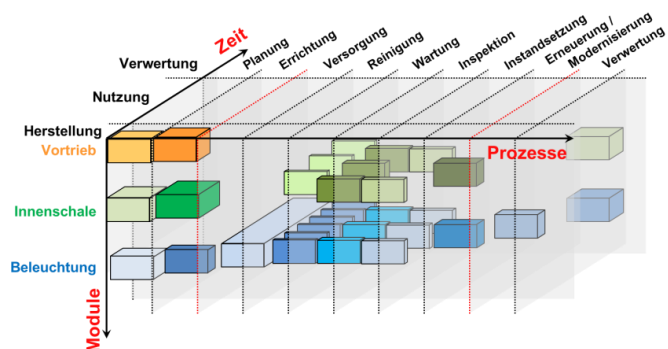 Zeit
Verwertung
Nutzung
Herstellung
Planung
Errichtung
Versorgung
Reinigung
Wartung
Inspektion
Instandsetzung
Erneuerung /
Modernisierung
Verwertung
Prozesse
Vortrieb
Innenschale
Beleuchtung
Module